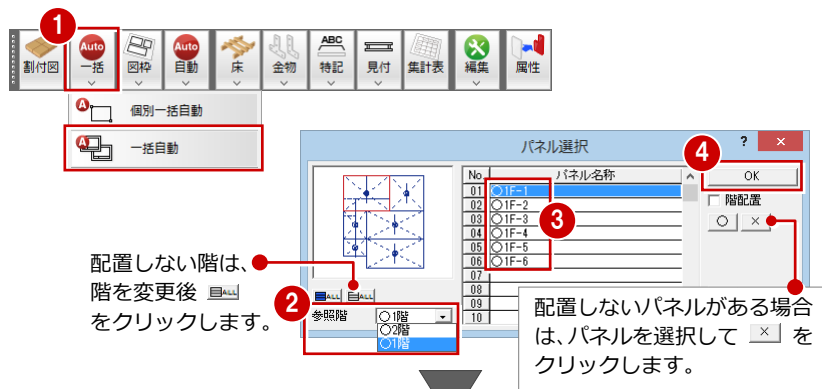 1
割付図
Auto
一括
図枠
Auto
自動
床
金物
ABC
特記
見付
集計表
編集
属性
A
個別一括自動
A
一括自動
パネル選択
?
×
4
No
パネル名称
OK
01 ○1F-1
02 ○1F-2
03 ○1F-3
04 ○1F-4
05 ○1F-5
06 ○1F-6
07
08
09
10
3
階配置
○
×
配置しない階は、
階を変更後 ALL
をクリックします。
ALL
ALL
2
参照階
○1階
○2階
○1階
配置しないパネルがある場合
は、パネルを選択して × を
クリックします。